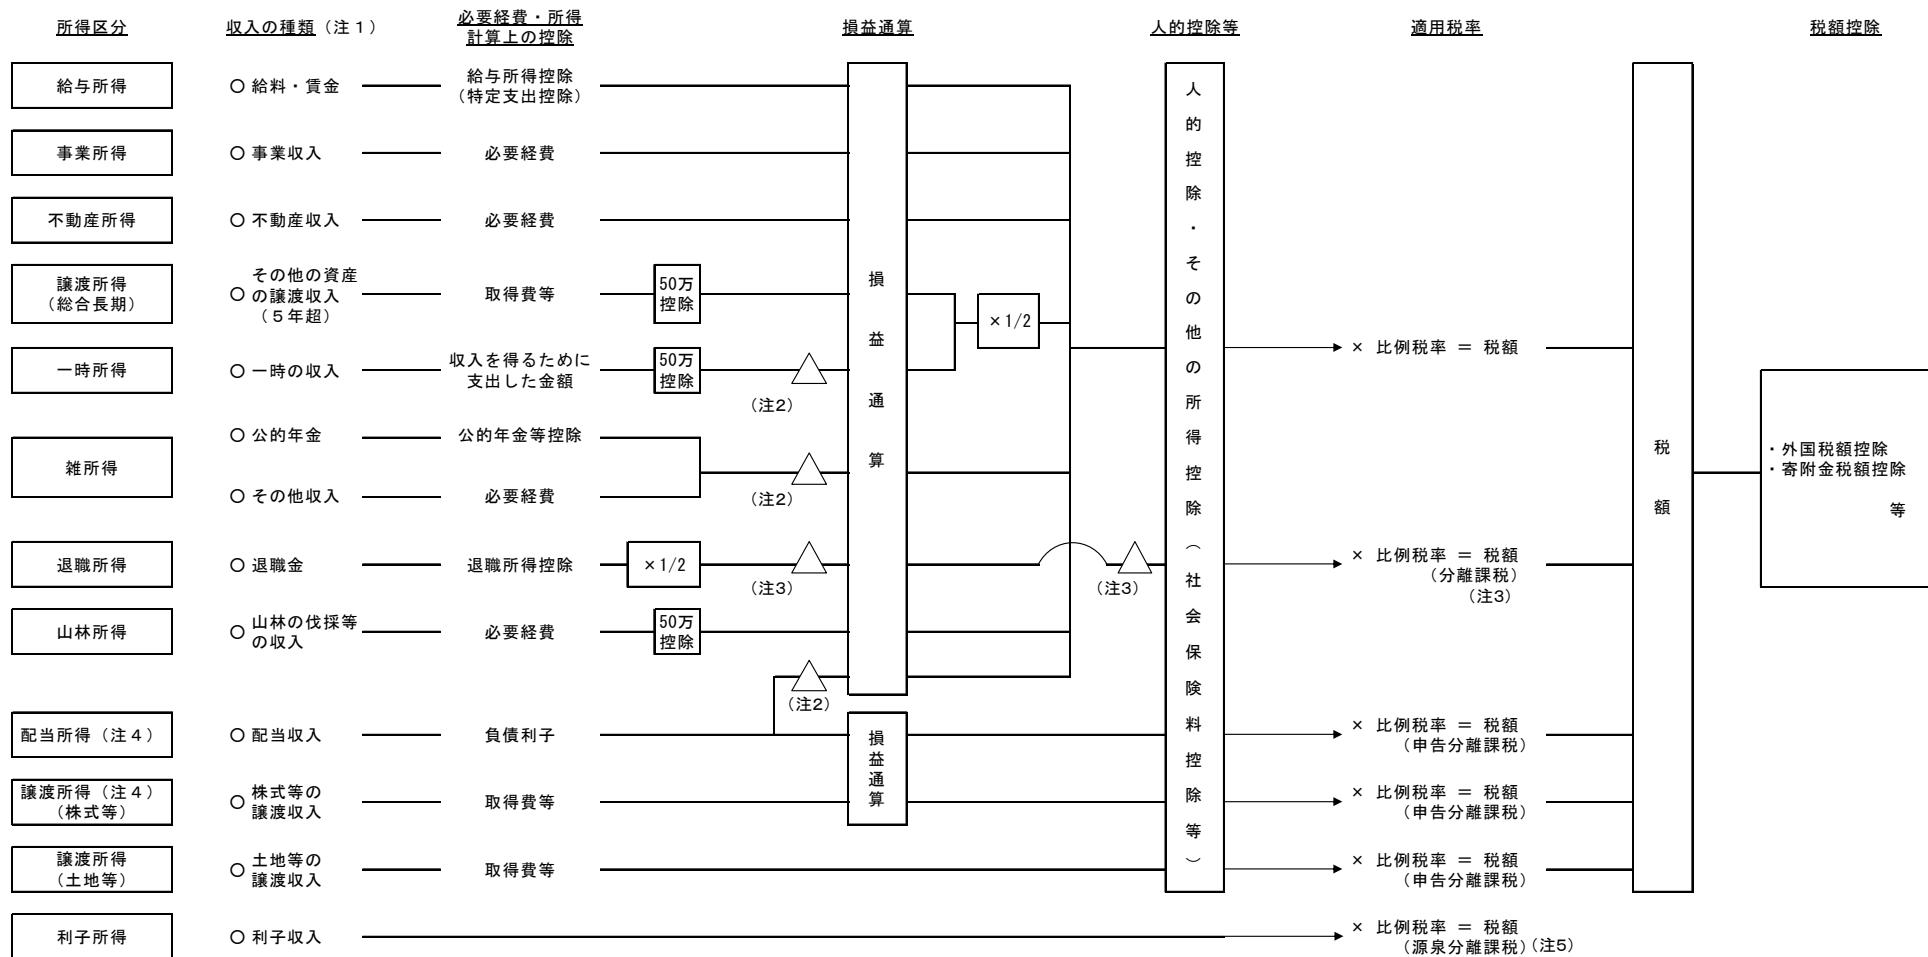 所得区分
収入の種類（注１）
必要経費・所得
計算上の控除
損益通算
人的控除等
適用税率
税額控除
給与所得
○ 給料・賃金
給与所得控除
（特定支出控除）
事業所得
○ 事業収入
必要経費
不動産所得
○ 不動産収入
必要経費
譲渡所得
（総合長期）
○ その他の資産
の譲渡収入
（５年超）
取得費等
50万
控除
×1/2
一時所得
○ 一時の収入
収入を得るために
支出した金額
50万
控除
（注2）
雑所得
○ 公的年金
公的年金等控除
○ その他収入
必要経費
（注2）
退職所得
○ 退職金
退職所得控除
×1/2
（注3）
（注3）
山林所得
○ 山林の伐採等
の収入
必要経費
50万
控除
（注2）
損益通算
配当所得（注４）
○ 配当収入
負債利子
損益通算
譲渡所得（注４）
（株式等）
○ 株式等の
譲渡収入
取得費等
譲渡所得
（土地等）
○ 土地等の
譲渡収入
取得費等
利子所得
○ 利子収入
人的控除・その他の所得控除（社会保険料控除等）
× 比例税率 ＝ 税額
× 比例税率 ＝ 税額
（分離課税）
（注3）
× 比例税率 ＝ 税額
（申告分離課税）
× 比例税率 ＝ 税額
（申告分離課税）
× 比例税率 ＝ 税額
（申告分離課税）
× 比例税率 ＝ 税額
（源泉分離課税）（注5）
税額
・外国税額控除
・寄附金税額控除
等